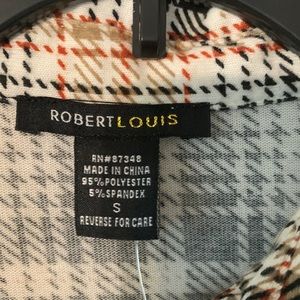 ROBERTLOUIS
RN#87348
MADE IN CHINA
95%POLYESTER
5%SPANDEX
S
REVERSE FOR CARE